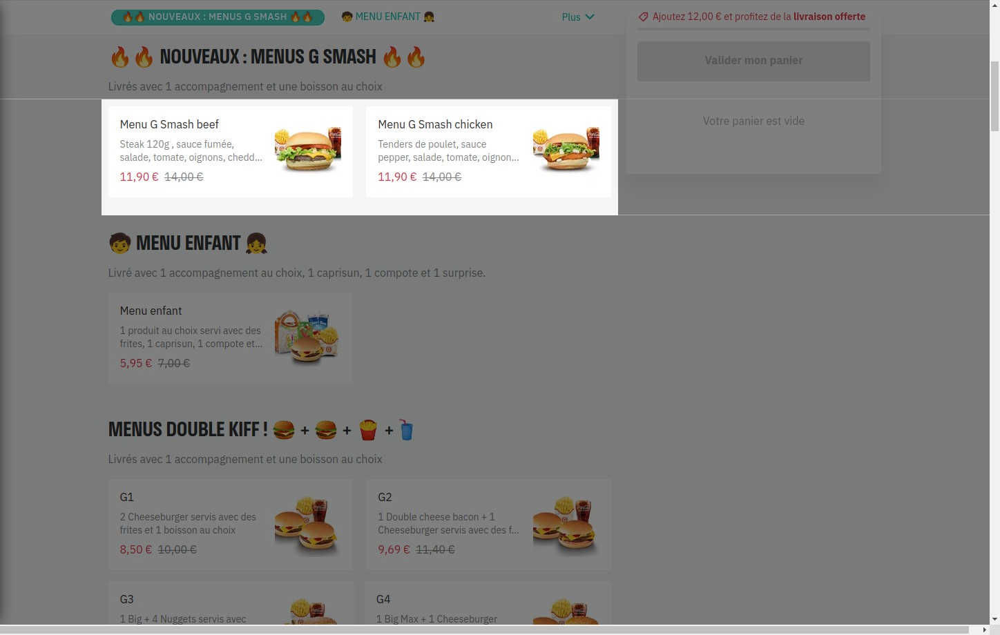 🔥🔥 NOUVEAUX : MENUS G SMASH 🔥🔥
🧒 MENU ENFANT 👧
Plus
Ajoutez 12,00 € et profitez de la livraison offerte
🔥🔥 NOUVEAUX : MENUS G SMASH 🔥🔥
Valider mon panier
Livrés avec 1 accompagnement et une boisson au choix
Votre panier est vide
Menu G Smash beef
Steak 120g , sauce fumée,
salade, tomate, oignons, chedd...
11,90 € 14,00 €
Menu G Smash chicken
Tenders de poulet, sauce
pepper, salade, tomate, oignon...
11,90 € 14,00 €
🧒 MENU ENFANT 👧
Livré avec 1 accompagnement au choix, 1 caprisun, 1 compote et 1 surprise.
Menu enfant
1 produit au choix servi avec des
frites, 1 caprisun, 1 compote et...
5,95 € 7,00 €
MENUS DOUBLE KIFF ! 🍔 + 🍔 + 🍟 + 🥤
Livrés avec 1 accompagnement et une boisson au choix
G1
2 Cheeseburger servis avec des
frites et 1 boisson au choix
8,50 € 10,00 €
G2
1 Double cheese bacon + 1
Cheeseburger servis avec des f...
9,69 € 11,40 €
G3
1 Big + 4 Nuggets servis avec
G4
1 Big Max + 1 Cheeseburger